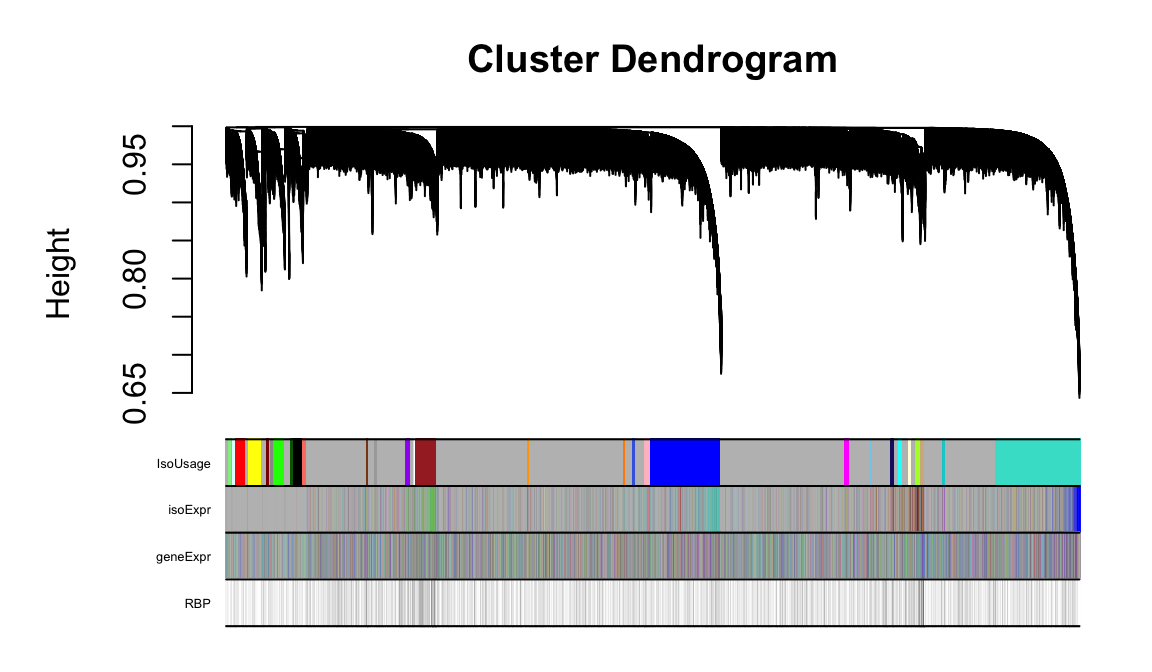 Cluster Dendrogram
Height
0.95
0.80
0.65
IsoUsage
isoExpr
geneExpr
RBP